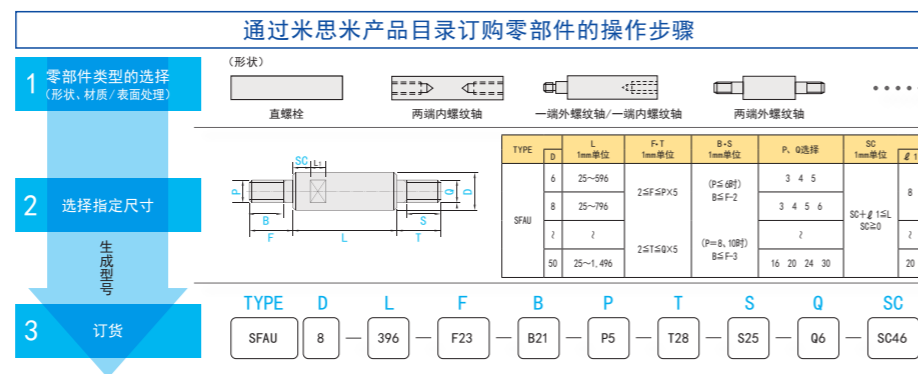 通过米思米产品目录订购零部件的操作步骤
1 零部件类型的选择
(形状、材质/表面处理)
(形状)
直螺栓 两端内螺纹轴 一端外螺纹轴/一端内螺纹轴 两端外螺纹轴
2 选择指定尺寸
SC L₁
P Q D
B S
F L T
TYPE D L 1mm单位 F·T 1mm单位 B·S 1mm单位 P、Q选择 SC 1mm单位 ℓ 1
SFAU
6 25~596 3 4 5
8 25~796 3 4 5 6
≀ ≀ ≀ ≀
50 25~1,496 16 20 24 30 20
2≦F≦P×5
2≦T≦Q×5
(P≦6时)
B≦F-2
(P=8、10时)
B≦F-3
SC+ℓ 1≦L
SC≧0
8
生成型号
3 订货
TYPE D L F B P T S Q SC
SFAU 8 — 396 — F23 — B21 — P5 — T28 — S25 — Q6 — SC46